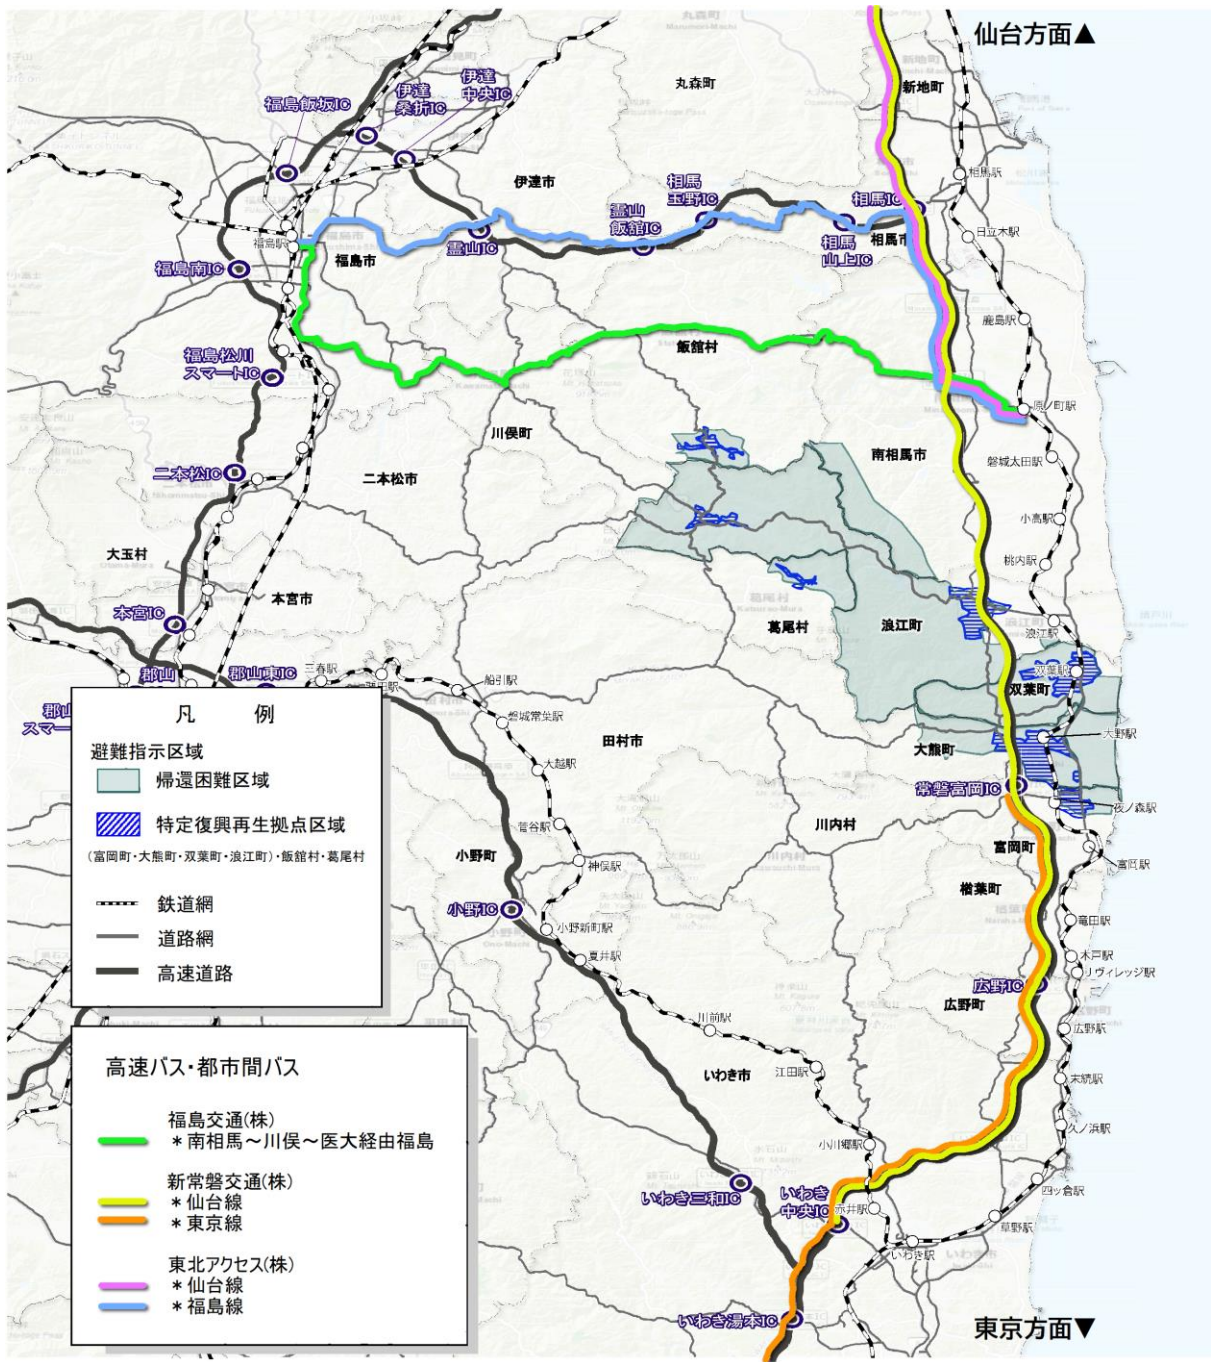 仙台方面▲
丸森町
新地町
伊達
中央IC
伊達
桑折IC
福島飯坂IC
相馬駅
伊達市
相馬
玉野IC
相馬IC
霊山
飯舘IC
福島駅
福島市
霊山IC
相馬
山上IC
相馬市
日立木駅
福島南IC
鹿島駅
飯舘村
福島松川
スマートIC
原ノ町駅
川俣町
南相馬市
磐城太田駅
二本松IC
二本松市
小高駅
大玉村
桃内駅
本宮市
本宮IC
葛尾村
浪江町
浪江駅
郡山
郡山東IC
三春駅
船引駅
双葉駅
双葉町
郡山
スマート
磐城常葉駅
田村市
大熊町
大野駅
大越駅
常磐富岡IC
夜ノ森駅
菅谷駅
川内村
小野町
神俣駅
富岡町
富岡駅
楢葉町
小野IC
小野新町駅
竜田駅
夏井駅
木戸駅
Jヴィレッジ駅
広野IC
広野町
川前駅
広野駅
いわき市
江田駅
末続駅
小川郷駅
久ノ浜駅
いわき三和IC
いわき
中央IC
赤井駅
四ッ倉駅
草野駅
いわき駅
いわき湯本IC
東京方面▼
凡 例
避難指示区域
帰還困難区域
特定復興再生拠点区域
(富岡町・大熊町・双葉町・浪江町)・飯舘村・葛尾村
鉄道網
道路網
高速道路
高速バス・都市間バス
福島交通(株)
＊南相馬～川俣～医大経由福島
新常磐交通(株)
＊仙台線
＊東京線
東北アクセス(株)
＊仙台線
＊福島線